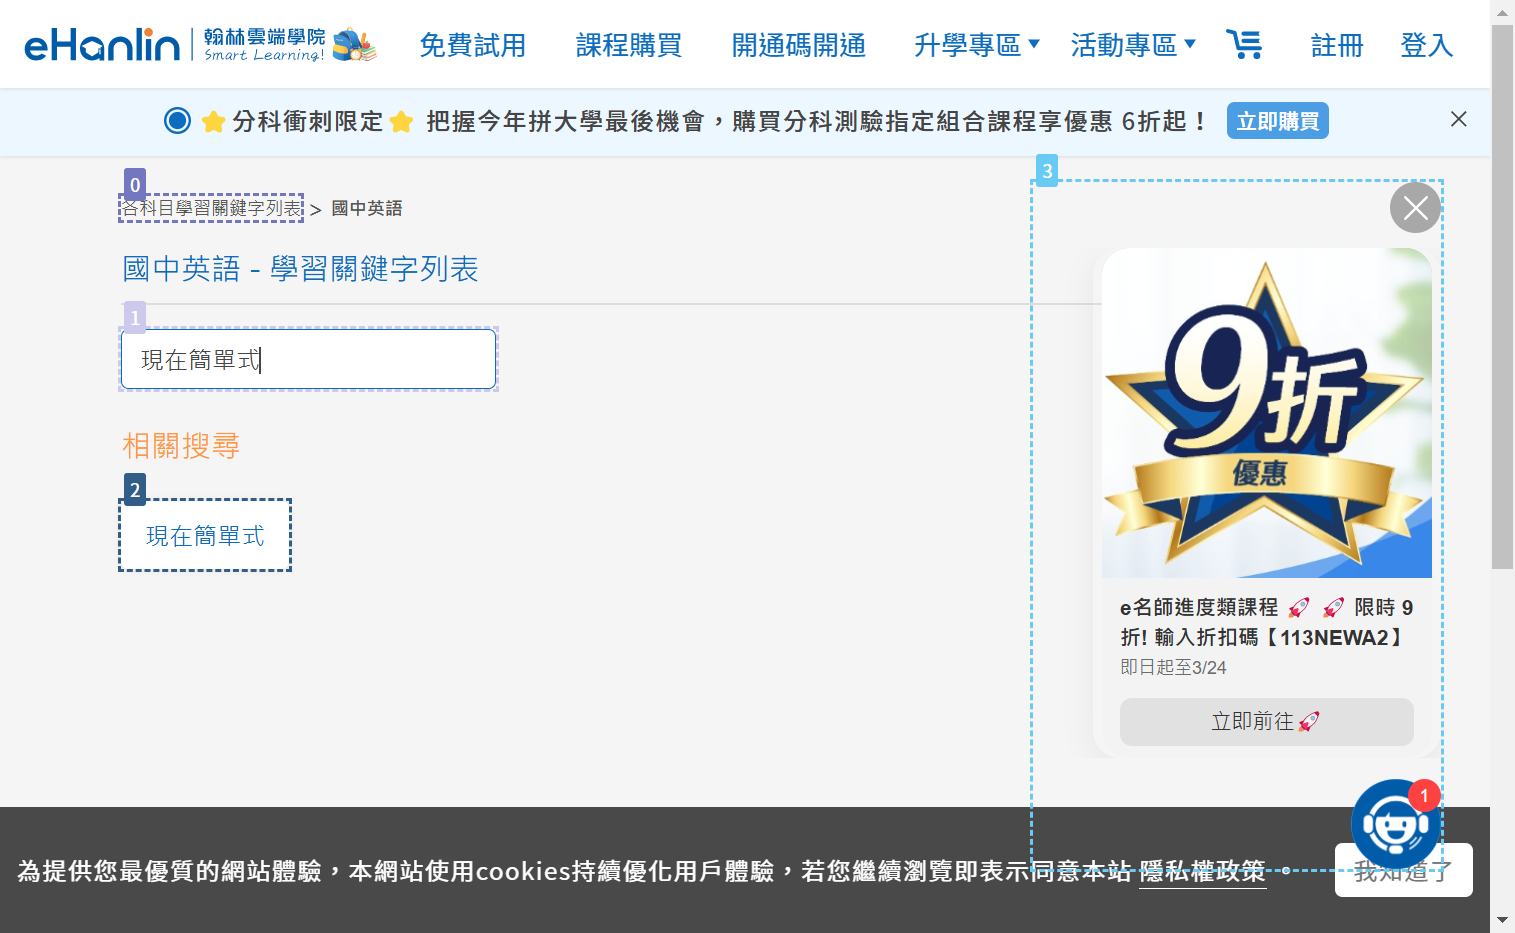 eHanlin 翰林雲端學院
Smart Learning!
免費試用 課程購買 開通碼開通 升學專區 活動專區 註冊 登入
分科衝刺限定 把握今年拼大學最後機會，購買分科測驗指定組合課程享優惠 6折起！ 立即購買
0
各科目學習關鍵字列表 > 國中英語
國中英語 - 學習關鍵字列表
1
現在簡單式
相關搜尋
2
現在簡單式
3
9折
優惠
e名師進度類課程 🚀 🚀 限時 9
折! 輸入折扣碼【113NEWA2】
即日起至3/24
立即前往🚀
1
為提供您最優質的網站體驗，本網站使用cookies持續優化用戶體驗，若您繼續瀏覽即表示同意本站 隱私權政策 。
我知道了